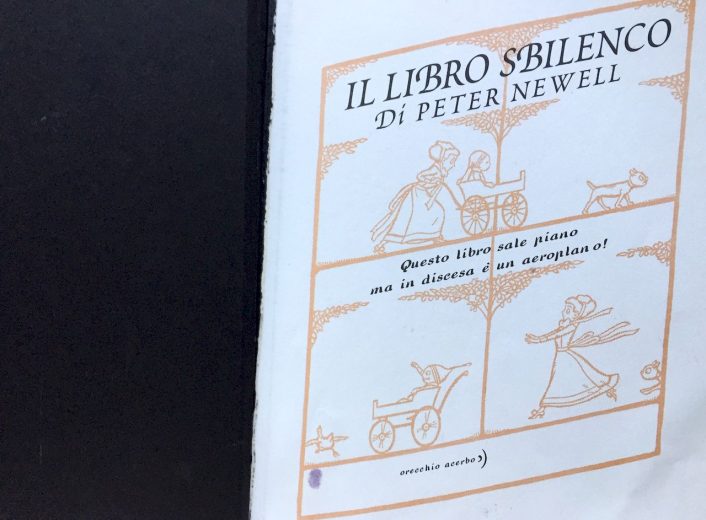 IL LIBRO SBILENCO
Di PETER NEWELL
Questo libro sale piano
ma in discesa é un aeroplano!
orecchio acerbo